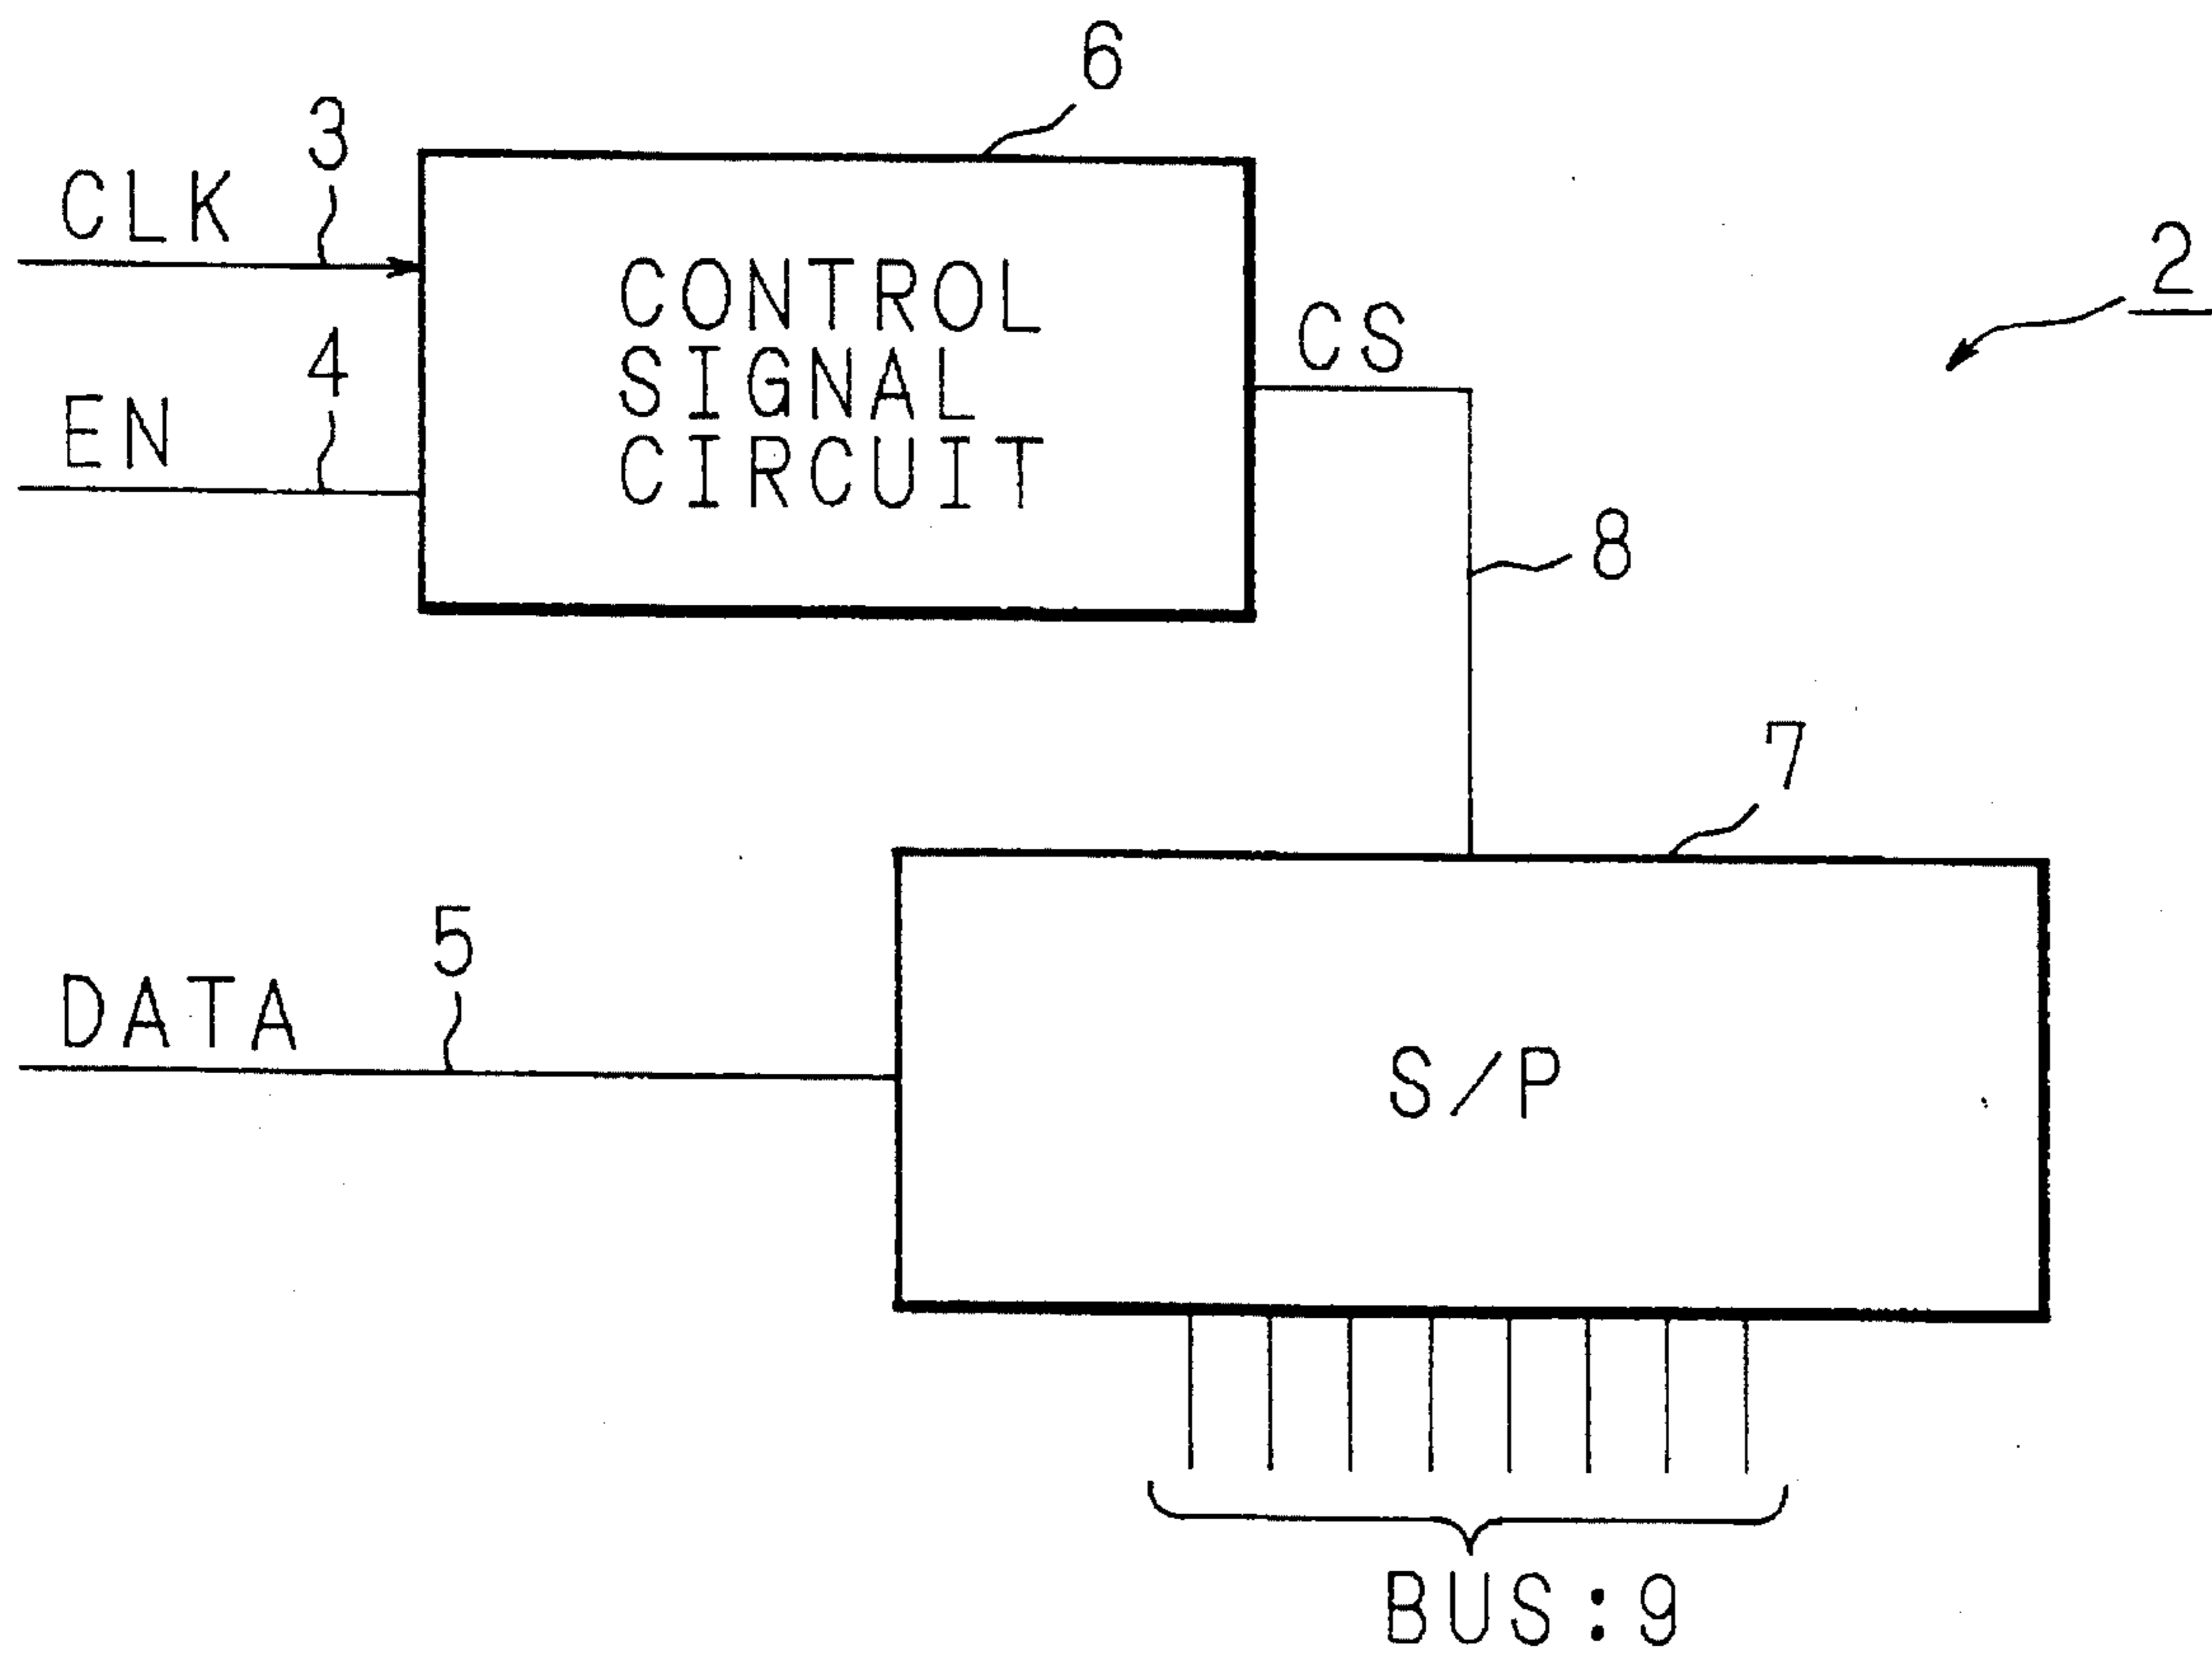 6
3
CLK
2
CONTROL
SIGNAL
CIRCUIT
CS
4
EN
8
7
5
DATA
S/P
BUS:9